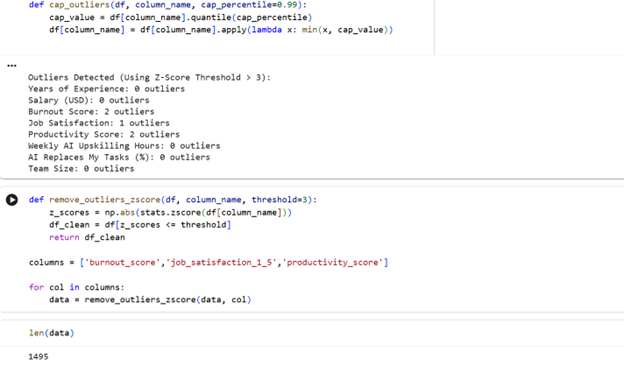 def cap_outliers(df, column_name, cap_percentile=0.99):
    cap_value = df[column_name].quantile(cap_percentile)
    df[column_name] = df[column_name].apply(lambda x: min(x, cap_value))
...
Outliers Detected (Using Z-Score Threshold > 3):
Years of Experience: 0 outliers
Salary (USD): 0 outliers
Burnout Score: 2 outliers
Job Satisfaction: 1 outliers
Productivity Score: 2 outliers
Weekly AI Upskilling Hours: 0 outliers
AI Replaces My Tasks (%): 0 outliers
Team Size: 0 outliers
def remove_outliers_zscore(df, column_name, threshold=3):
    z_scores = np.abs(stats.zscore(df[column_name]))
    df_clean = df[z_scores <= threshold]
    return df_clean
columns = ['burnout_score','job_satisfaction_1_5','productivity_score']
for col in columns:
    data = remove_outliers_zscore(data, col)
len(data)
1495